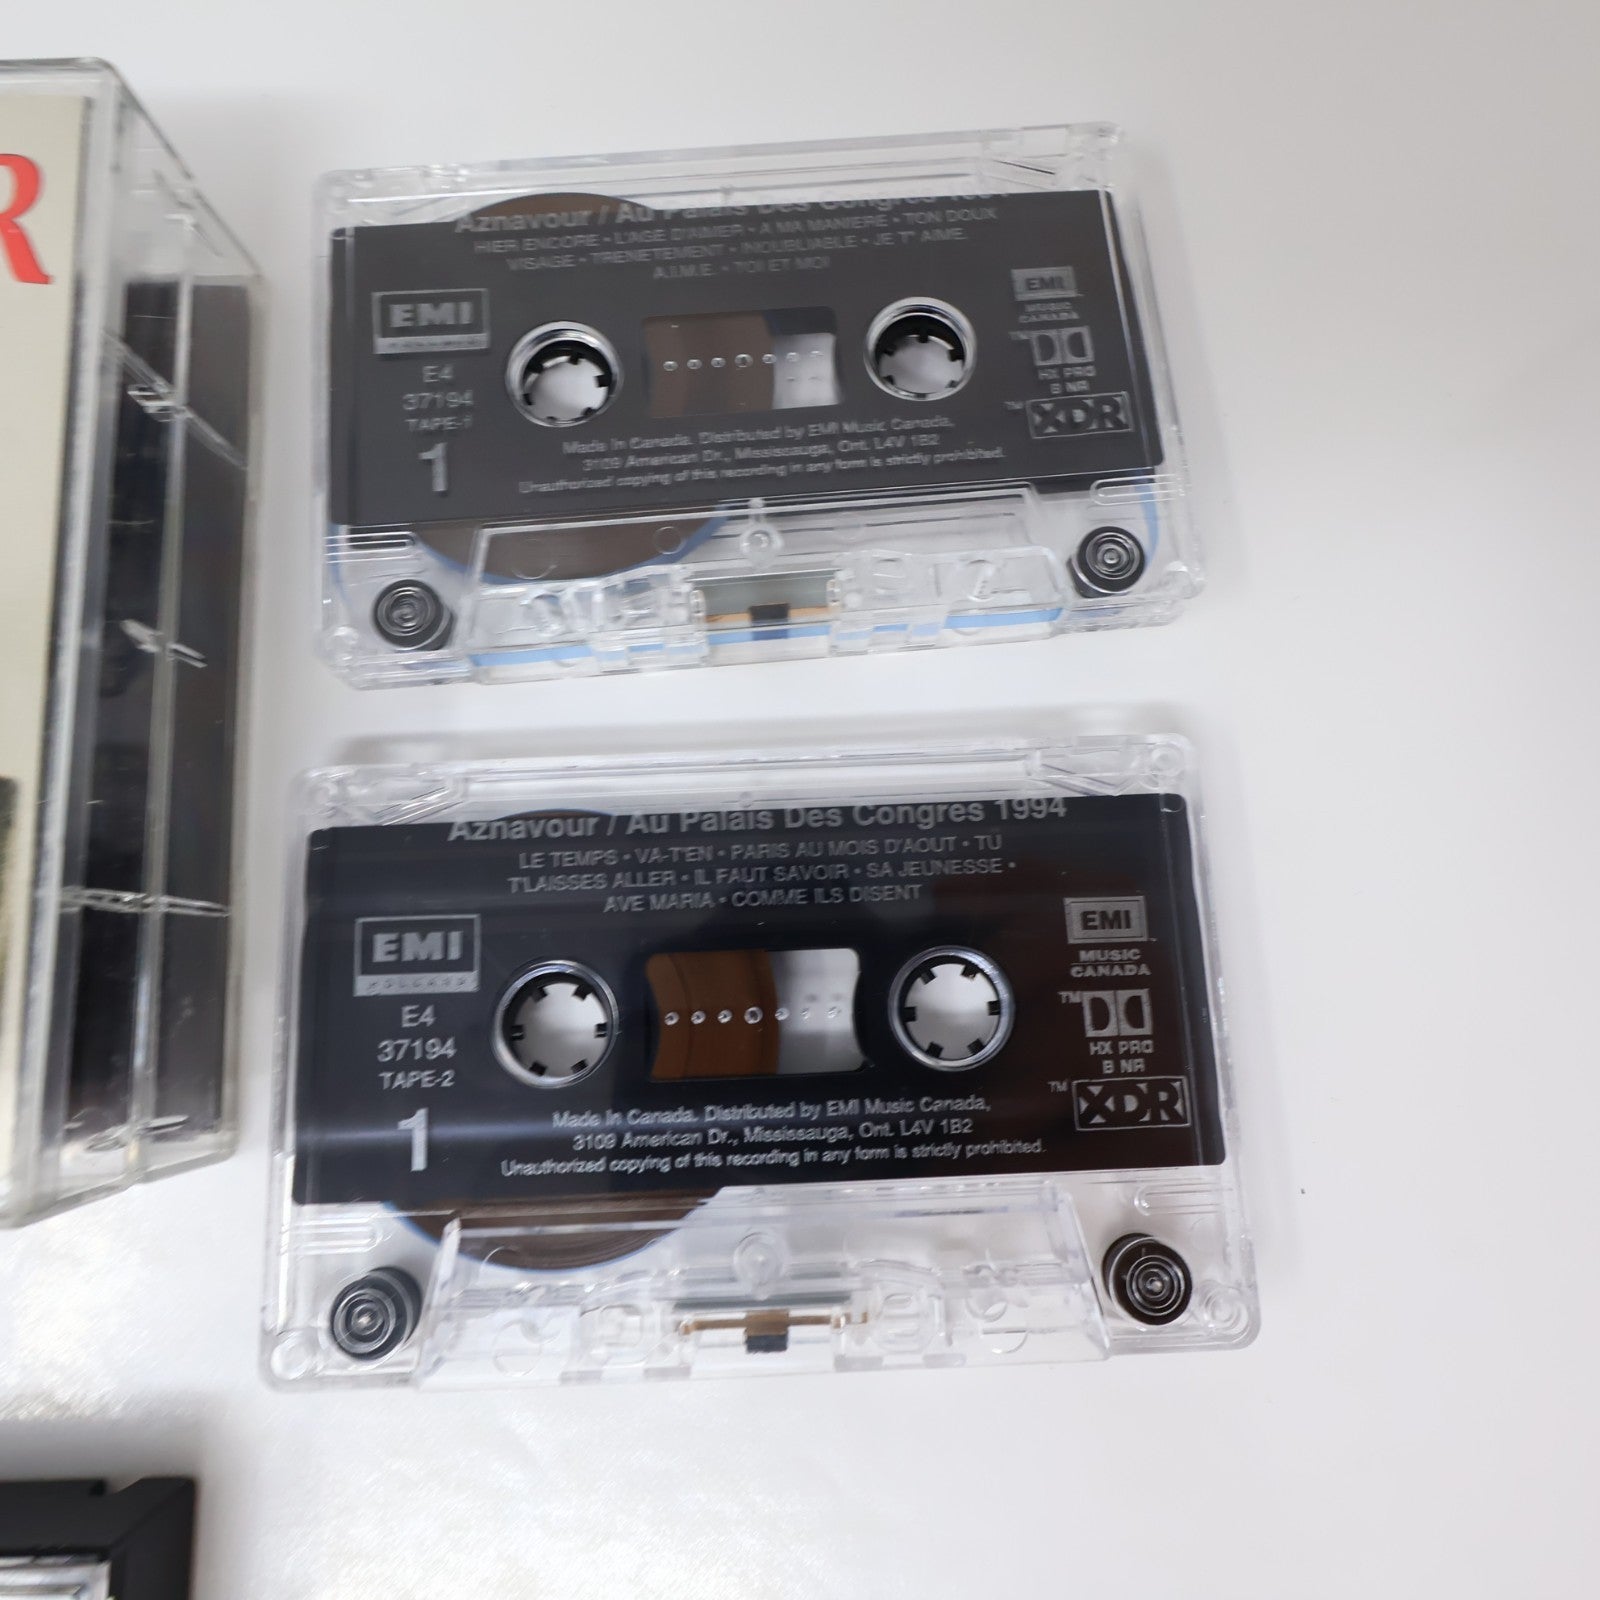 R
Aznavour / Au Palais Des Congres 1994
HIER ENCORE • L'AGE D'AIMER • A MA MANIERE • TON DOUX
VISAGE • TRENETEMENT • INOUBLIABLE • JE T' AIME.
A.I.M.E. • TOI ET MOI
EMI
E4
37194
TAPE-1
1
EMI
MUSIC
CANADA
TM
HX PRO
B NR
TM XDR
Made In Canada. Distributed by EMI Music Canada,
3109 American Dr., Mississauga, Ont. L4V 1B2
Unauthorized copying of this recording in any form is strictly prohibited.
Aznavour / Au Palais Des Congres 1994
LE TEMPS • VA-T'EN • PARIS AU MOIS D'AOUT • TU
T'LAISSES ALLER • IL FAUT SAVOIR • SA JEUNESSE •
AVE MARIA • COMME ILS DISENT
EMI
E4
37194
TAPE-2
1
EMI
MUSIC
CANADA
TM
HX PRO
B NR
TM XDR
Made In Canada. Distributed by EMI Music Canada,
3109 American Dr., Mississauga, Ont. L4V 1B2
Unauthorized copying of this recording in any form is strictly prohibited.